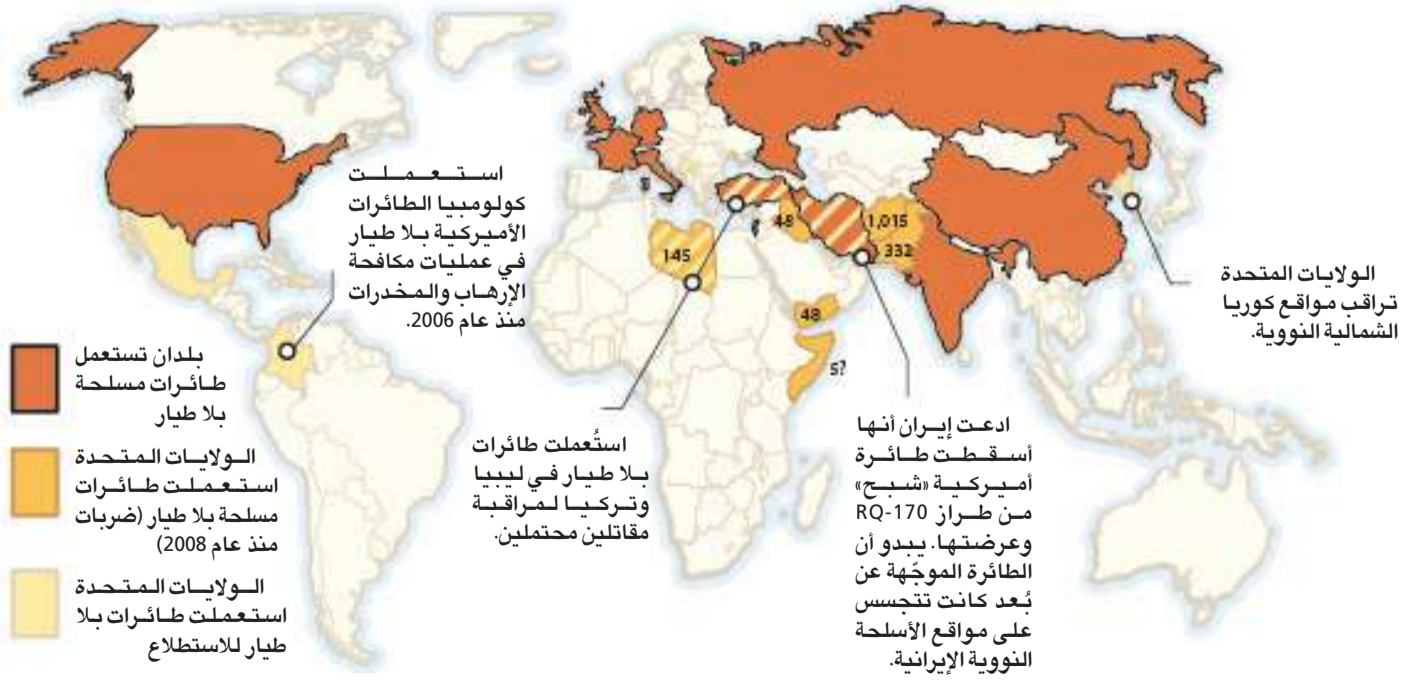 استعملت
كولومبيا الطائرات
الأميركية بلا طيار
في عمليات مكافحة
الإرهاب والمخدرات
منذ عام 2006.
48
1,015
332
145
48
5?
الولايات المتحدة
تراقب مواقع كوريا
الشمالية النووية.
بلدان تستعمل
طائرات مسلحة
بلا طيار
الولايات المتحدة
استعملت طائرات
مسلحة بلا طيار (ضربات
منذ عام 2008)
الولايات المتحدة
استعملت طائرات بلا
طيار للاستطلاع
استُعملت طائرات
بلا طيار في ليبيا
وتركيا لمراقبة
مقاتلين محتملين.
ادعت إيران أنها
أسقطت طائرة
أميركية «شبح»
من طراز RQ-170
وعرضتها. يبدو أن
الطائرة الموجّهة عن
بُعد كانت تتجسس
على مواقع الأسلحة
النووية الإيرانية.